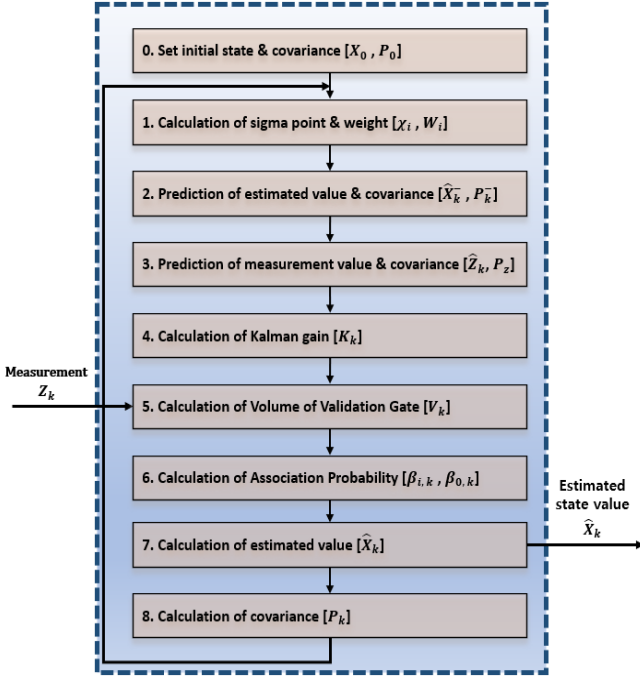 0. Set initial state & covariance [X₀ , P₀]
1. Calculation of sigma point & weight [χᵢ , Wᵢ]
2. Prediction of estimated value & covariance [X̂ₖ⁻ , Pₖ⁻]
3. Prediction of measurement value & covariance [Ẑₖ, P_z]
4. Calculation of Kalman gain [Kₖ]
Measurement
Zₖ
5. Calculation of Volume of Validation Gate [Vₖ]
6. Calculation of Association Probability [βᵢ,ₖ , β₀,ₖ]
7. Calculation of estimated value [X̂ₖ]
Estimated
state value
X̂ₖ
8. Calculation of covariance [Pₖ]